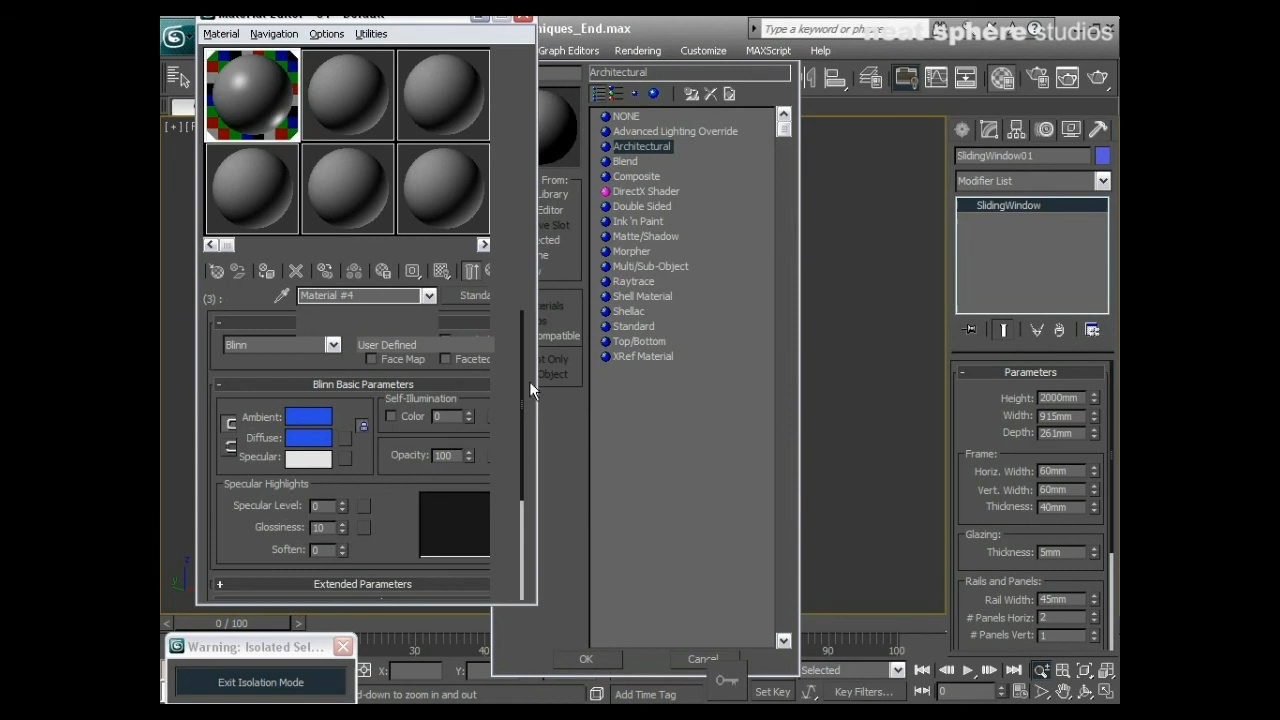 Material Editor - 01 - Default
Material Navigation Options Utilities
niques_End.max
Type a keyword or phrase
sphere studios
Graph Editors Rendering Customize MAXScript Help
Architectural
NONE
Advanced Lighting Override
Architectural
Blend
Composite
DirectX Shader
Double Sided
Ink 'n Paint
Matte/Shadow
Morpher
Multi/Sub-Object
Raytrace
Shell Material
Shellac
Standard
Top/Bottom
XRef Material
From:
Library
Editor
ve Slot
ected
ne
erials
ps
compatible
ot Only
Object
OK Cancel
(3) : Material #4 Standa
Blinn User Defined
Face Map Faceted
Blinn Basic Parameters
Self-Illumination
Ambient: Color 0
Diffuse:
Specular: Opacity: 100
Specular Highlights
Specular Level: 0
Glossiness: 10
Soften: 0
Extended Parameters
SlidingWindow01
Modifier List
SlidingWindow
Parameters
Height: 2000mm
Width: 915mm
Depth: 261mm
Frame:
Horiz. Width: 60mm
Vert. Width: 60mm
Thickness: 40mm
Glazing:
Thickness: 5mm
Rails and Panels:
Rail Width: 45mm
# Panels Horiz: 2
# Panels Vert: 1
0 / 100
30 40 90 100
Warning: Isolated Sel...
Exit Isolation Mode
X: Y:
-down to zoom in and out
Add Time Tag
Selected
Set Key Key Filters... 0